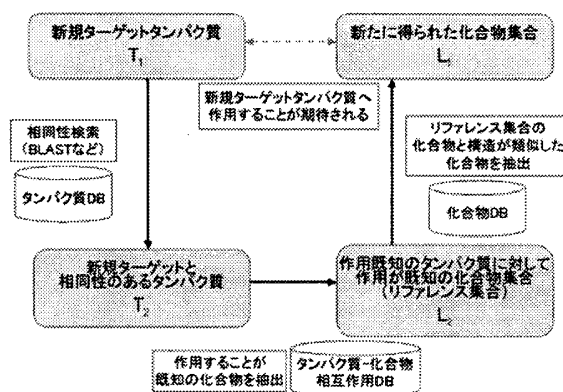 新規ターゲットタンパク質
T1
新たに得られた化合物集合
L1
新規ターゲットタンパク質へ
作用することが期待される
相同性検索
(BLASTなど)
タンパク質DB
リファレンス集合の
化合物と構造が類似した
化合物を抽出
化合物DB
新規ターゲットと
相同性のあるタンパク質
T2
作用既知のタンパク質に対して
作用が既知の化合物集合
(リファレンス集合)
L2
作用することが
既知の化合物を抽出
タンパク質-化合物
相互作用DB